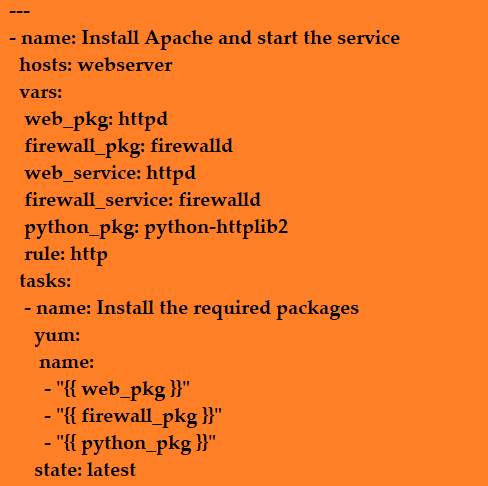 ---
- name: Install Apache and start the service
  hosts: webserver
  vars:
   web_pkg: httpd
   firewall_pkg: firewalld
   web_service: httpd
   firewall_service: firewalld
   python_pkg: python-httplib2
   rule: http
  tasks:
   - name: Install the required packages
     yum:
      name:
       - "{{ web_pkg }}"
       - "{{ firewall_pkg }}"
       - "{{ python_pkg }}"
     state: latest